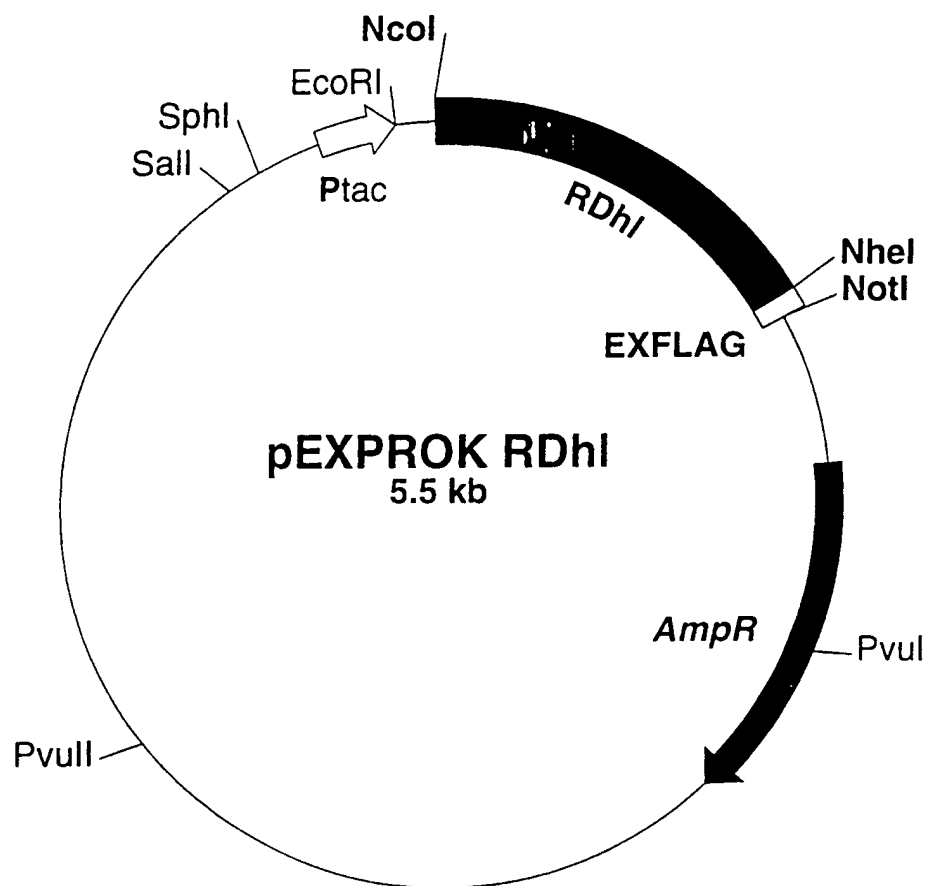 NcoI
EcoRI
SphI
SalI
Ptac
RDhI
NheI
NotI
EXFLAG
pEXPROK RDhI
5.5 kb
AmpR
PvuI
PvuII